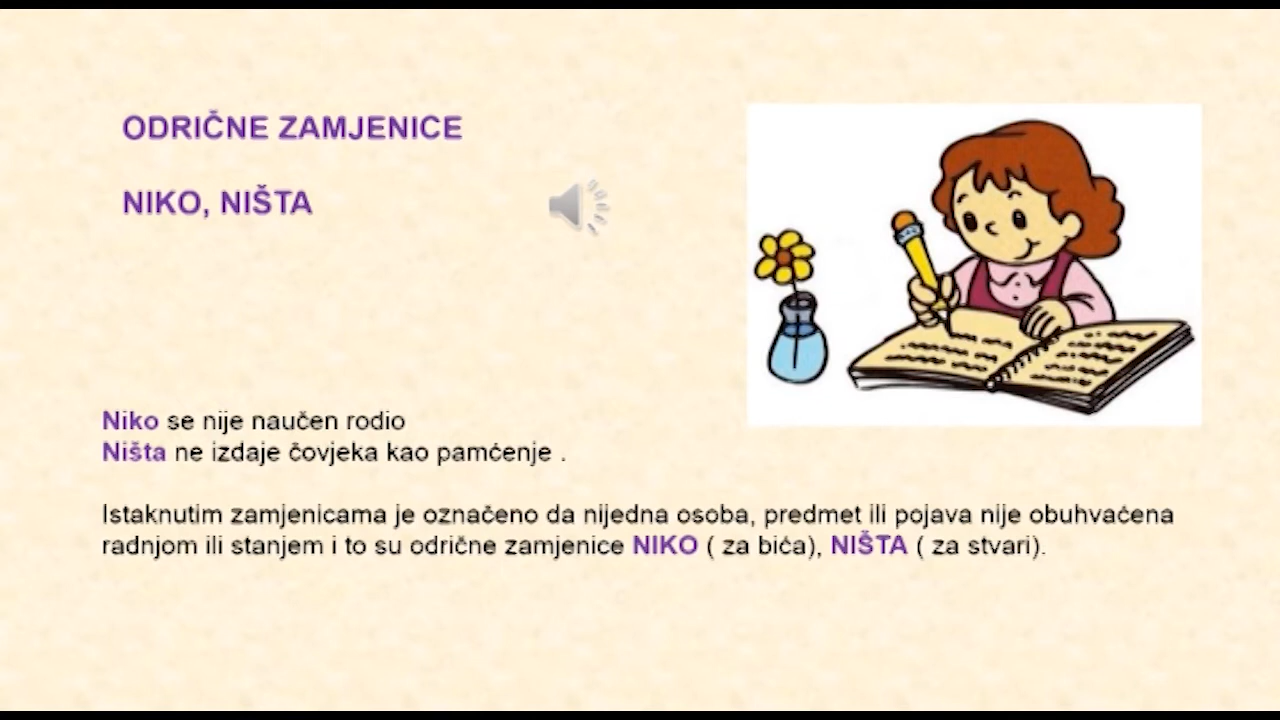 ODRIČNE ZAMJENICE
NIKO, NIŠTA
Niko se nije naučen rodio
Ništa ne izdaje čovjeka kao pamćenje .
Istaknutim zamjenicama je označeno da nijedna osoba, predmet ili pojava nije obuhvaćena
radnjom ili stanjem i to su odrične zamjenice NIKO ( za bića), NIŠTA ( za stvari).